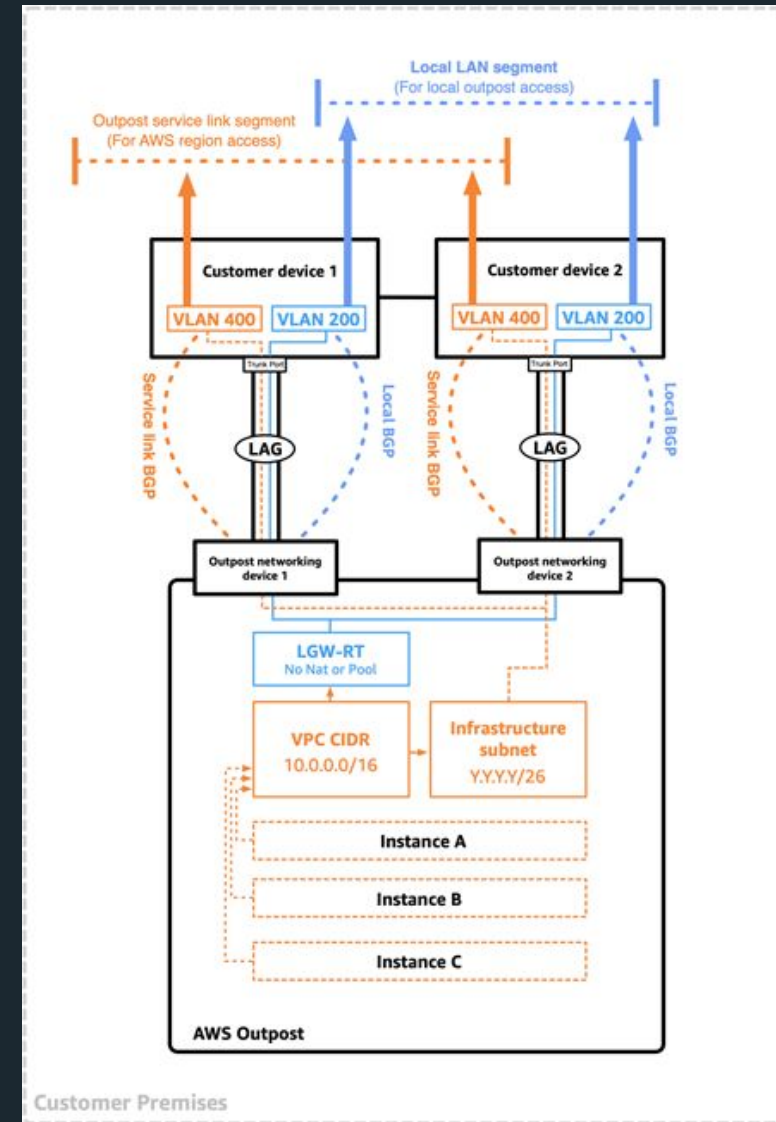 Local LAN segment
(For local outpost access)
Outpost service link segment
(For AWS region access)
Customer device 1
Customer device 2
VLAN 400
VLAN 200
VLAN 400
VLAN 200
Trunk Port
Trunk Port
Service link BGP
Local BGP
Service link BGP
Local BGP
LAG
LAG
Outpost networking
device 1
Outpost networking
device 2
LGW-RT
No Nat or Pool
VPC CIDR
10.0.0.0/16
Infrastructure
subnet
Y.Y.Y.Y/26
Instance A
Instance B
Instance C
AWS Outpost
Customer Premises